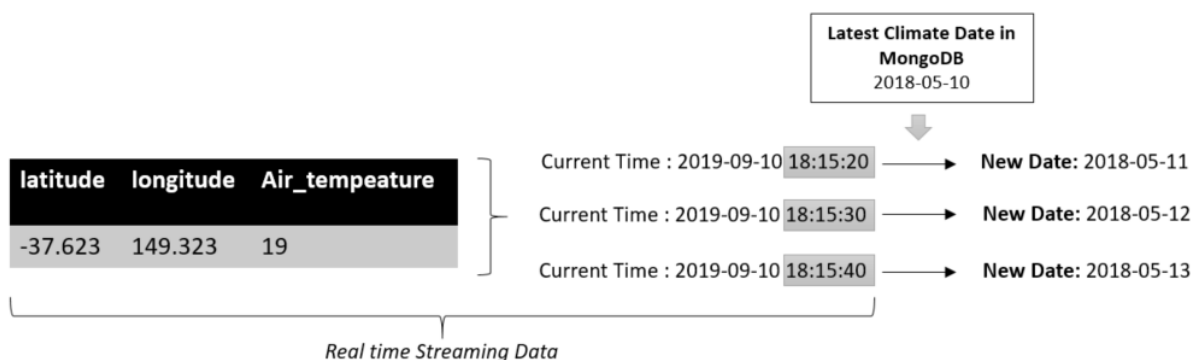 Latest Climate Date in
MongoDB
2018-05-10
latitude longitude Air_tempeature
-37.623 149.323 19
Current Time : 2019-09-10 18:15:20 New Date: 2018-05-11
Current Time : 2019-09-10 18:15:30 New Date: 2018-05-12
Current Time : 2019-09-10 18:15:40 New Date: 2018-05-13
Real time Streaming Data